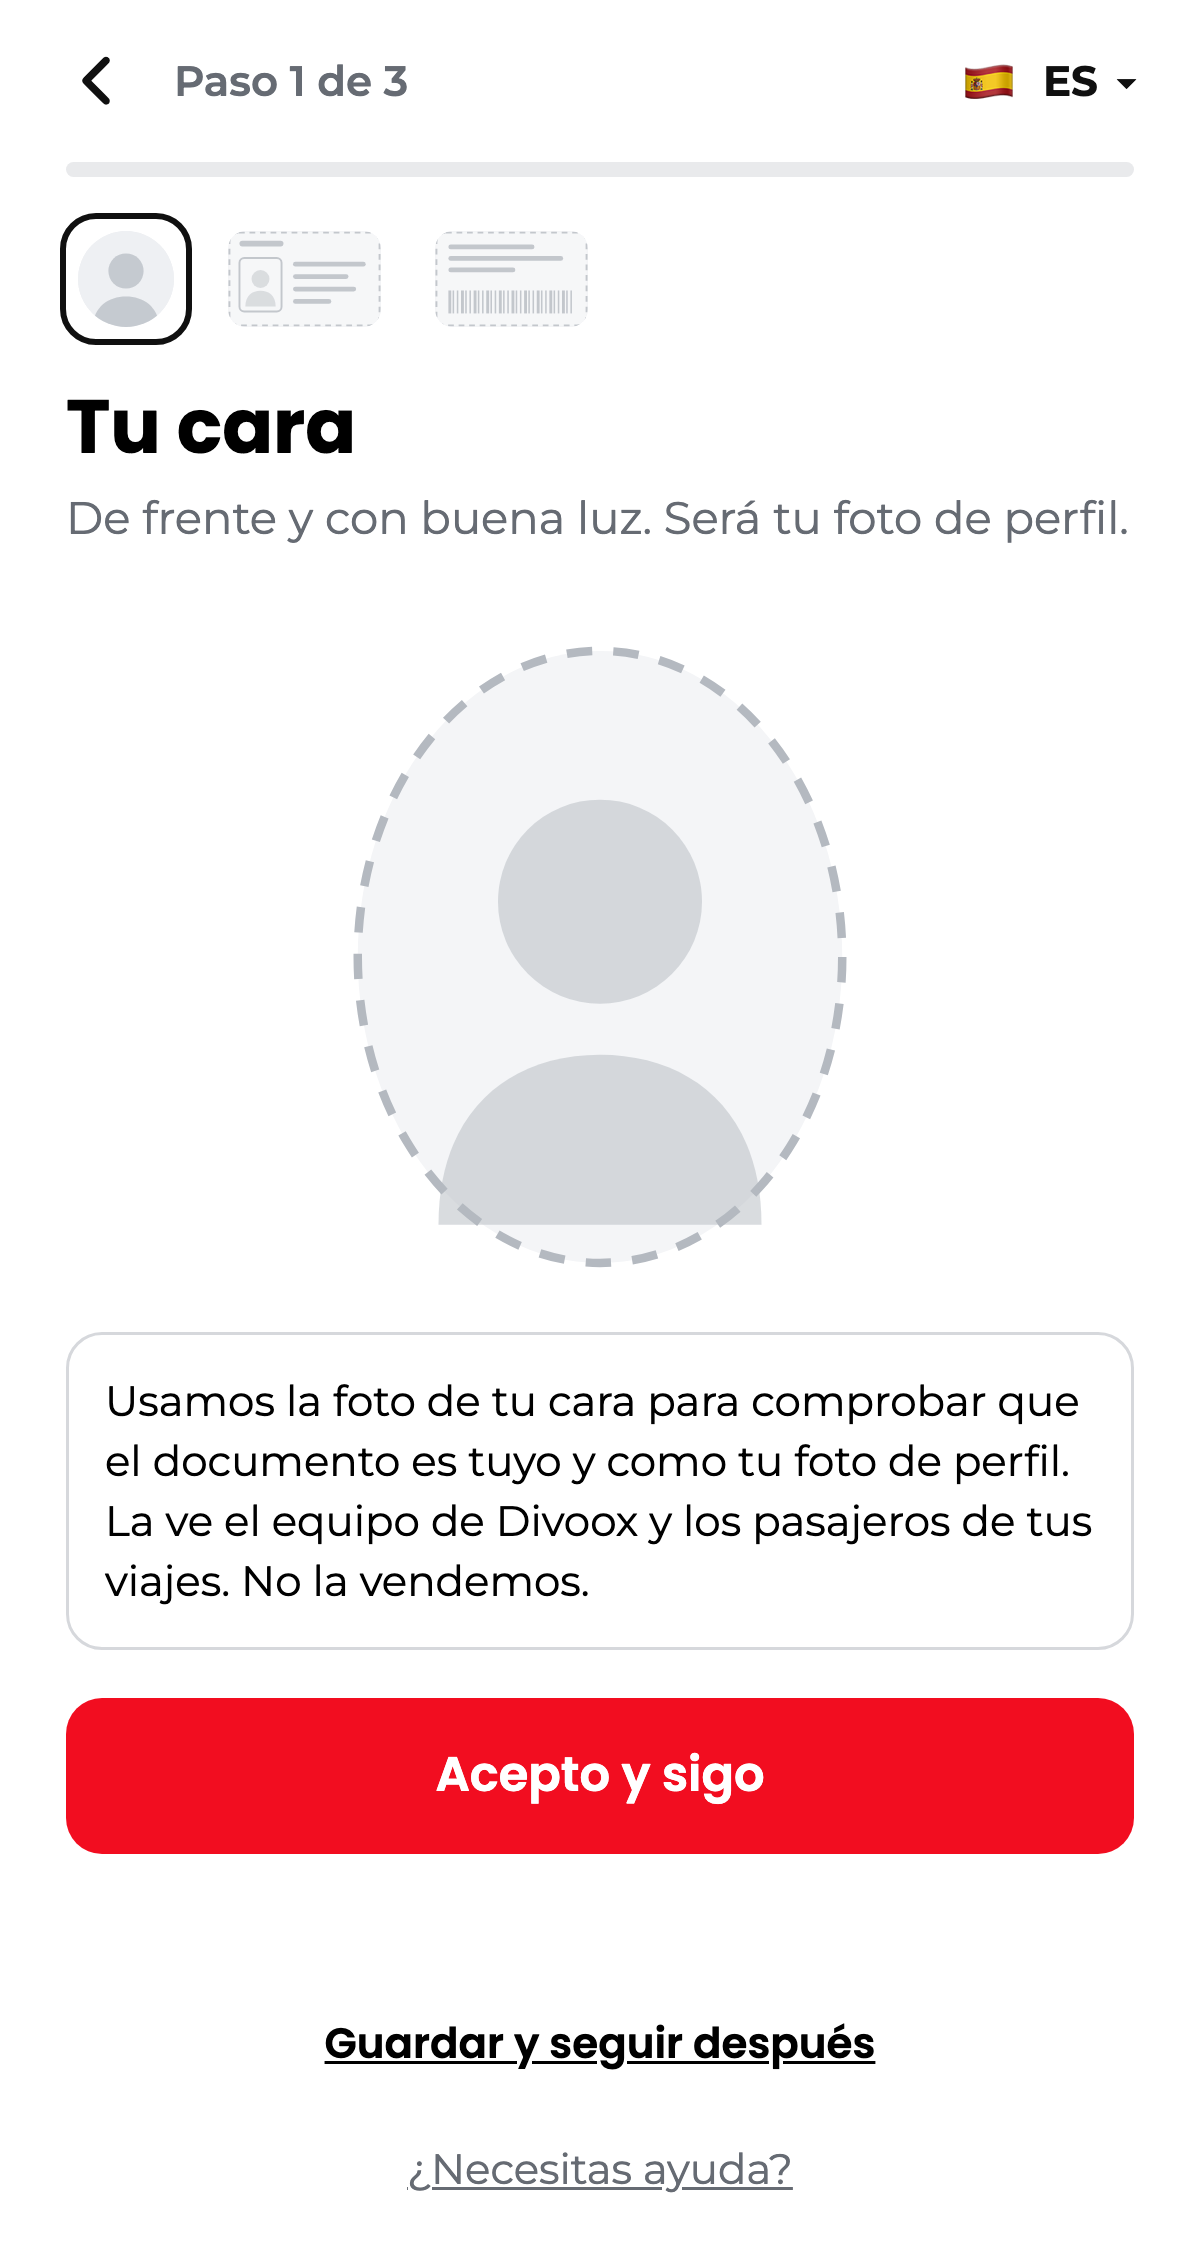 Paso 1 de 3
ES
Tu cara
De frente y con buena luz. Será tu foto de perfil.
Usamos la foto de tu cara para comprobar que
el documento es tuyo y como tu foto de perfil.
La ve el equipo de Divoox y los pasajeros de tus
viajes. No la vendemos.
Acepto y sigo
Guardar y seguir después
¿Necesitas ayuda?